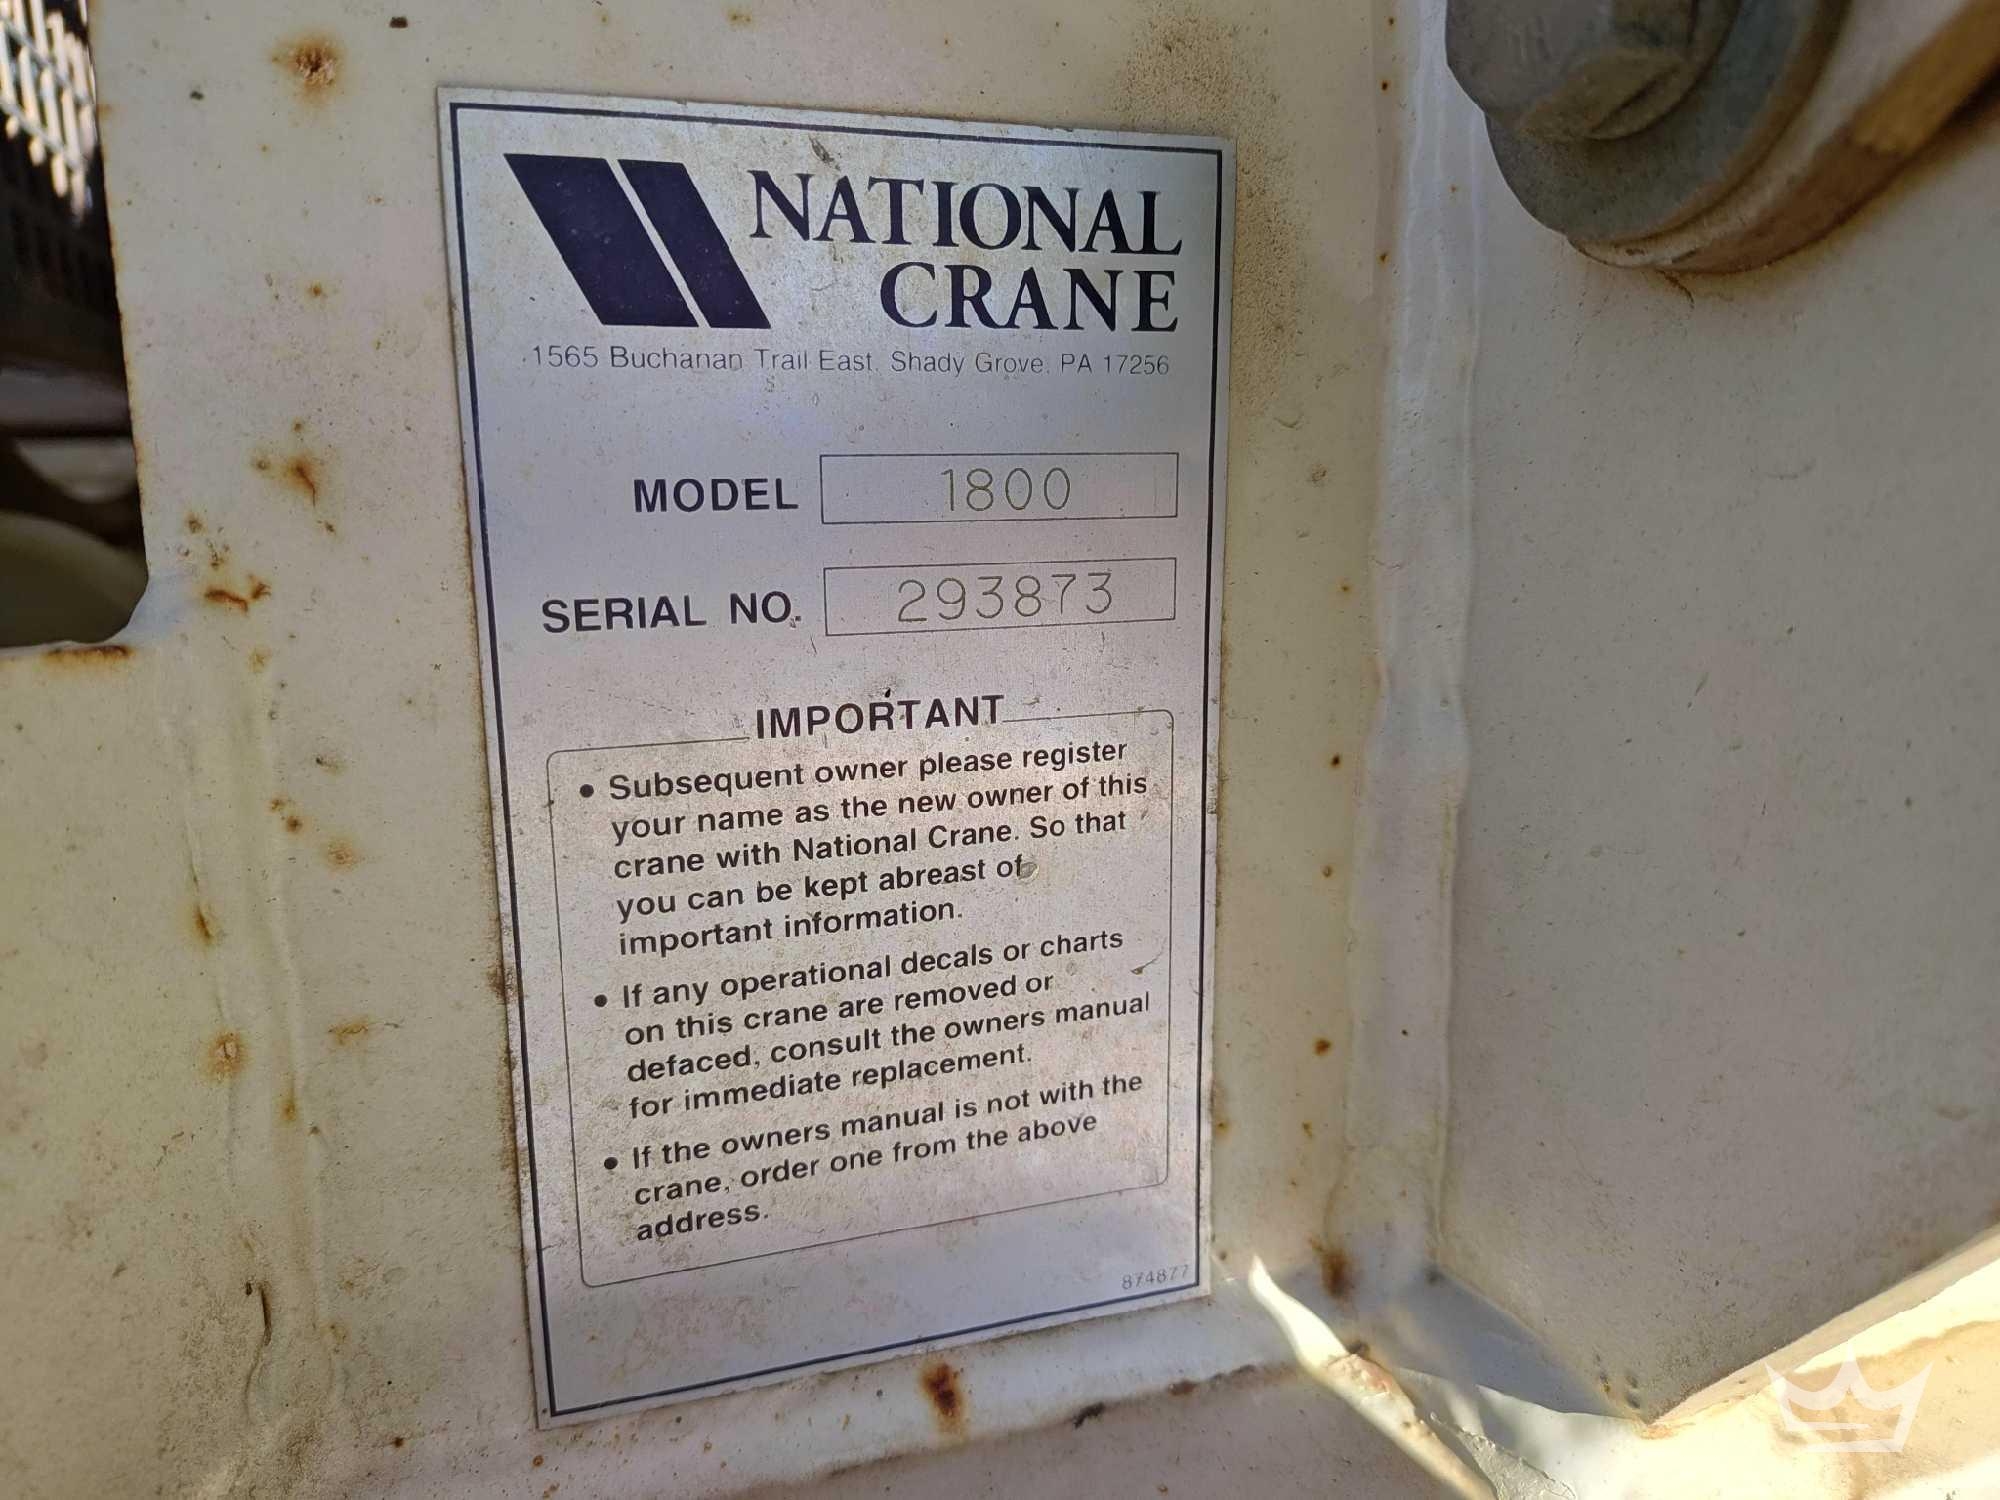 NATIONAL
CRANE
1565 Buchanan Trail East, Shady Grove, PA 17256
MODEL 1800
SERIAL NO. 293873
IMPORTANT
• Subsequent owner please register
your name as the new owner of this
crane with National Crane. So that
you can be kept abreast of
important information.
• If any operational decals or charts
on this crane are removed or
defaced, consult the owners manual
for immediate replacement.
• If the owners manual is not with the
crane, order one from the above
address.
874877